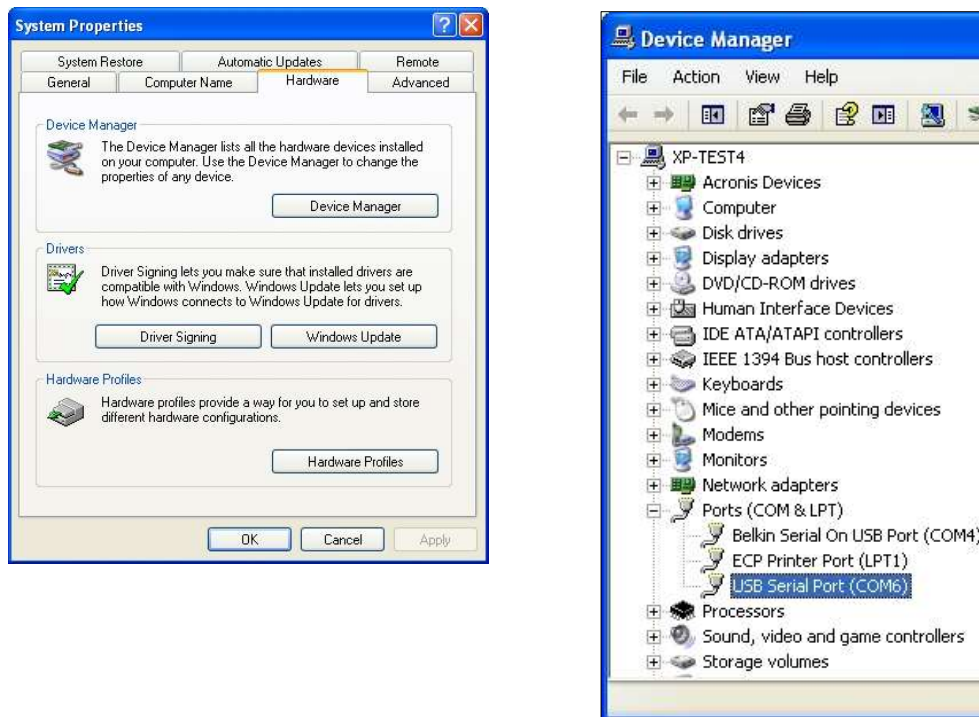 System Properties
System Restore Automatic Updates Remote
General Computer Name Hardware Advanced
Device Manager
The Device Manager lists all the hardware devices installed
on your computer. Use the Device Manager to change the
properties of any device.
Device Manager
Drivers
Driver Signing lets you make sure that installed drivers are
compatible with Windows. Windows Update lets you set up
how Windows connects to Windows Update for drivers.
Driver Signing Windows Update
Hardware Profiles
Hardware profiles provide a way for you to set up and store
different hardware configurations.
Hardware Profiles
OK Cancel Apply
Device Manager
File Action View Help
XP-TEST4
Acronis Devices
Computer
Disk drives
Display adapters
DVD/CD-ROM drives
Human Interface Devices
IDE ATA/ATAPI controllers
IEEE 1394 Bus host controllers
Keyboards
Mice and other pointing devices
Modems
Monitors
Network adapters
Ports (COM & LPT)
Belkin Serial On USB Port (COM4)
ECP Printer Port (LPT1)
USB Serial Port (COM6)
Processors
Sound, video and game controllers
Storage volumes